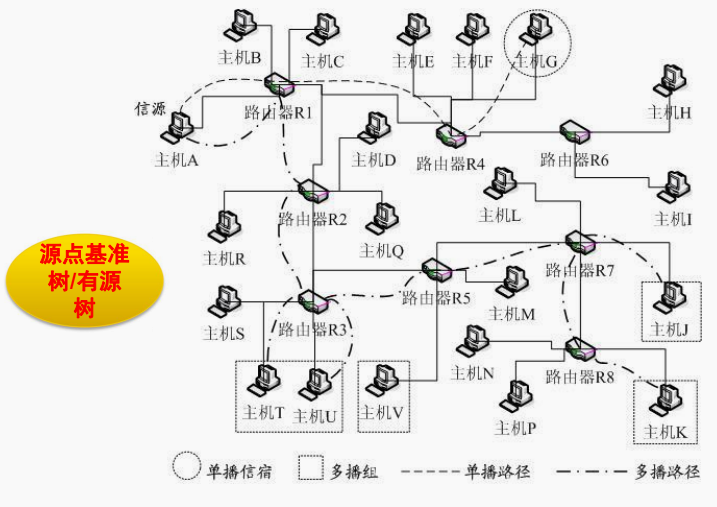 主机B
主机C
主机E
主机F
主机G
信源
路由器R1
主机H
主机A
主机D
路由器R4
路由器R6
主机L
路由器R2
主机I
主机R
主机Q
源点基准
树/有源
树
路由器R7
路由器R5
主机M
主机S
路由器R3
主机J
主机N
路由器R8
主机T
主机U
主机V
主机P
主机K
单播信宿
多播组
单播路径
多播路径